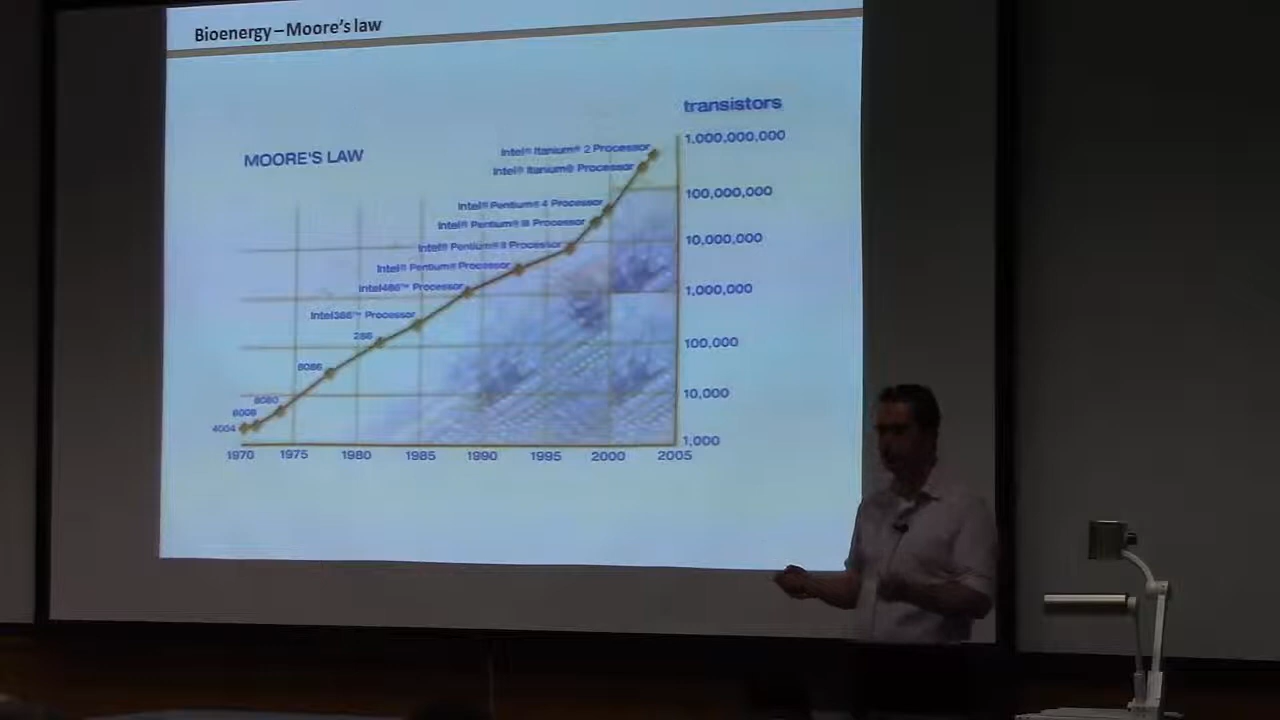 Bioenergy – Moore's law
transistors
MOORE'S LAW
1,000,000,000
Intel® Itanium® 2 Processor
Intel® Itanium® Processor
100,000,000
Intel® Pentium® 4 Processor
Intel® Pentium® III Processor
10,000,000
Intel® Pentium® II Processor
Intel® Pentium® Processor
Intel486™ Processor
1,000,000
Intel386™ Processor
286
100,000
8086
10,000
8080
8008
4004
1,000
1970 1975 1980 1985 1990 1995 2000 2005